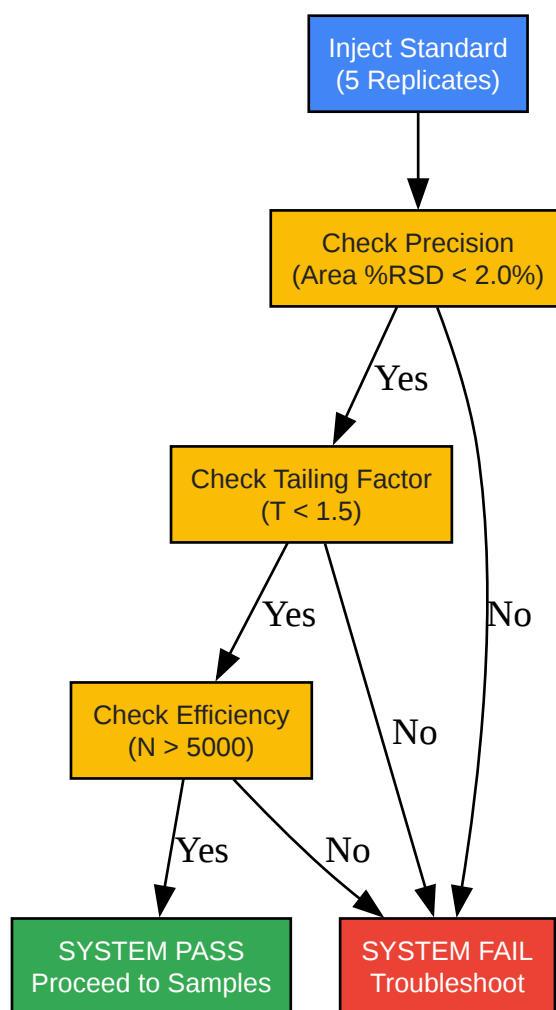 Inject Standard
(5 Replicates)
Check Precision
(Area %RSD < 2.0%)
Yes
Check Tailing Factor
(T < 1.5)
Yes
No
Check Efficiency
(N > 5000)
No
Yes
No
SYSTEM PASS
Proceed to Samples
SYSTEM FAIL
Troubleshoot